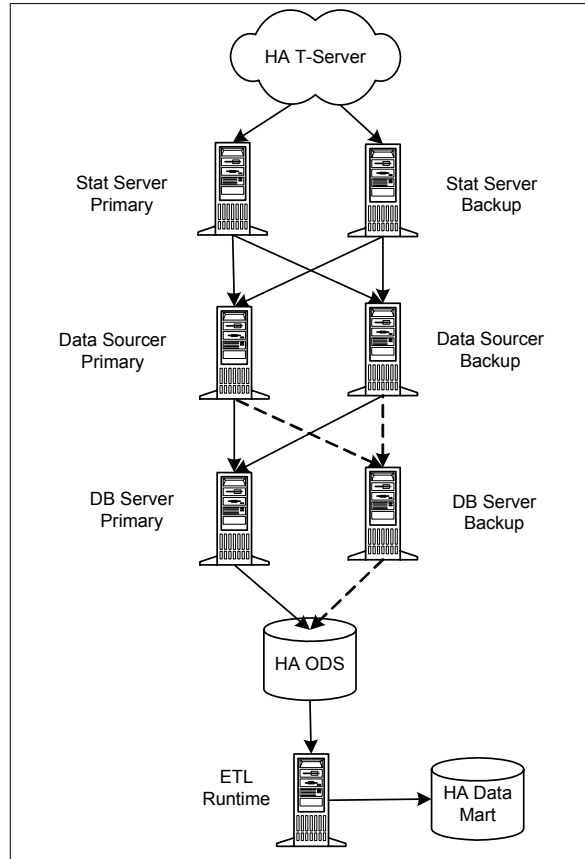 HA T-Server
Stat Server
Primary
Stat Server
Backup
Data Sourcer
Primary
Data Sourcer
Backup
DB Server
Primary
DB Server
Backup
HA ODS
ETL
Runtime
HA Data
Mart